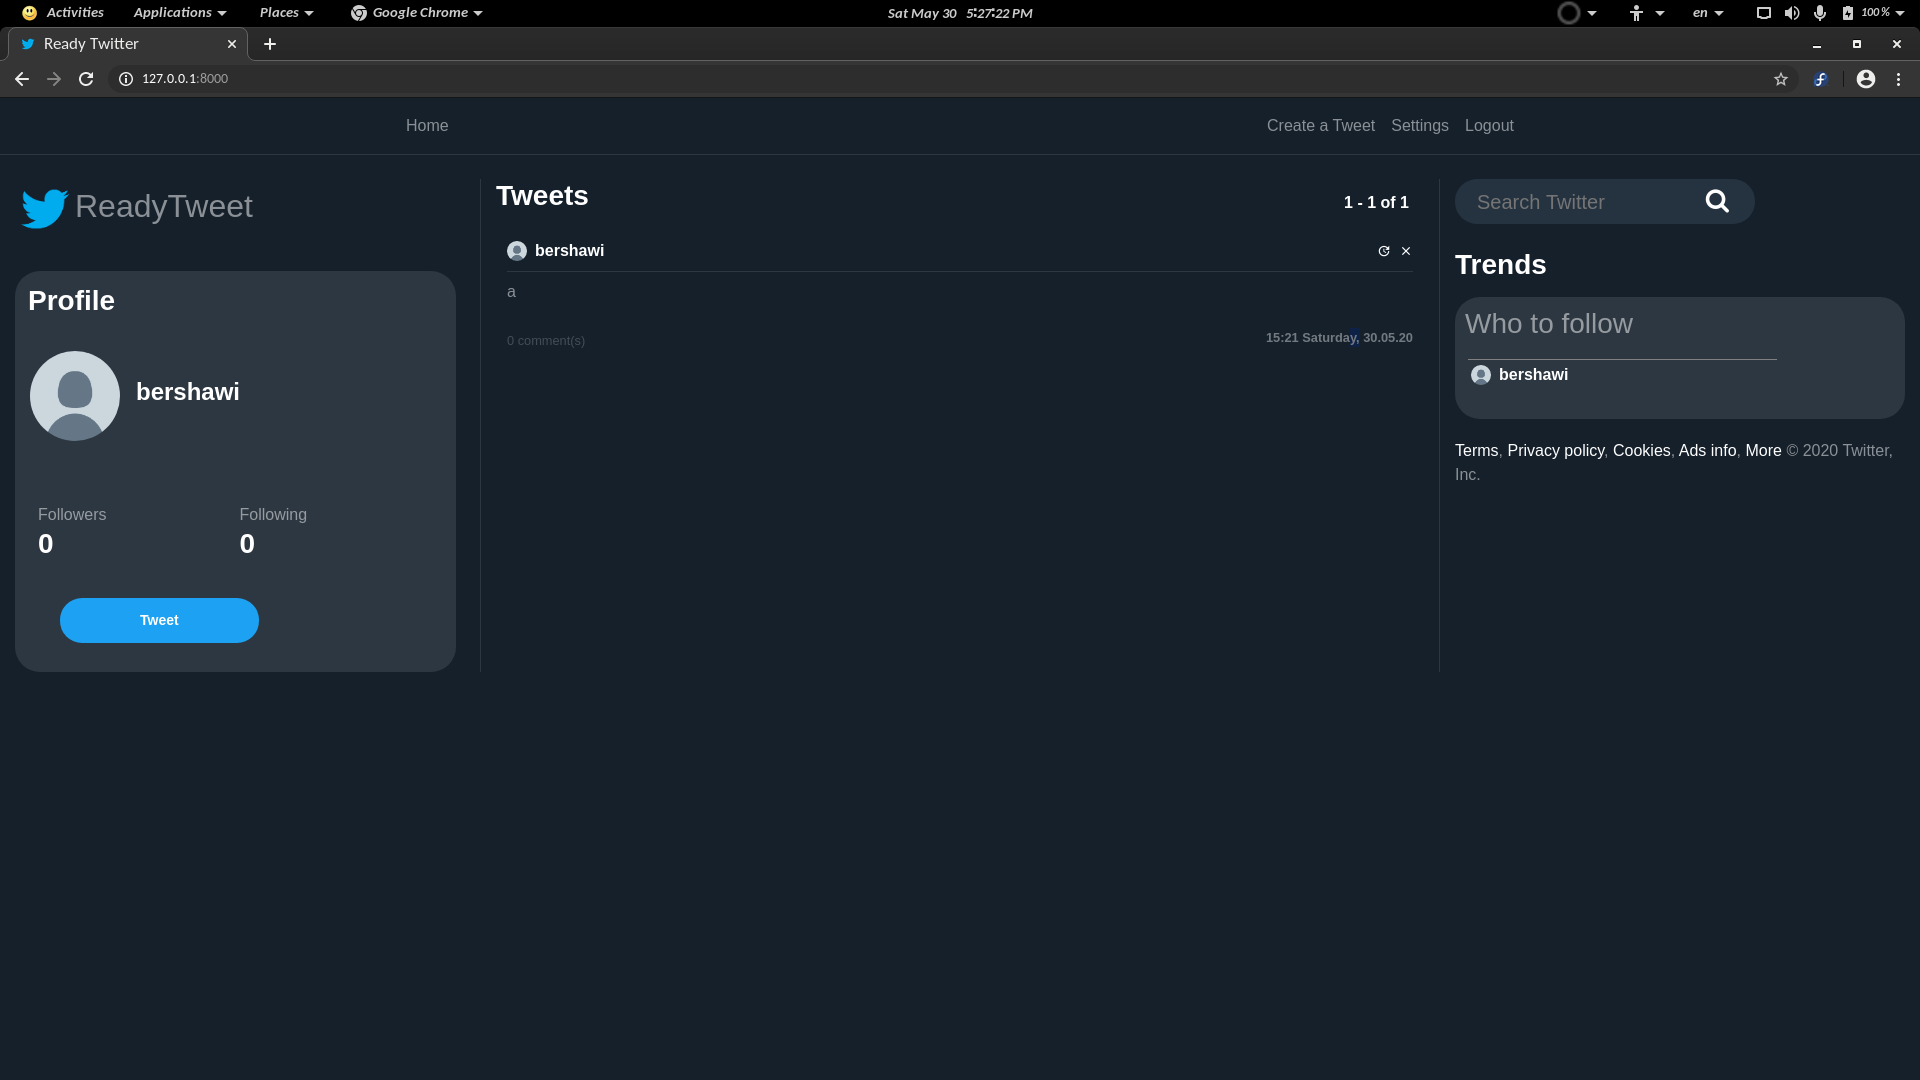 Activities Applications Places Google Chrome Sat May 30 5:27:22 PM en 100 %
Ready Twitter
127.0.0.1:8000
Home Create a Tweet Settings Logout
ReadyTweet
Profile
bershawi
Followers Following
0 0
Tweet
Tweets
1 - 1 of 1
bershawi
a
0 comment(s) 15:21 Saturday, 30.05.20
Search Twitter
Trends
Who to follow
bershawi
Terms, Privacy policy, Cookies, Ads info, More © 2020 Twitter,
Inc.